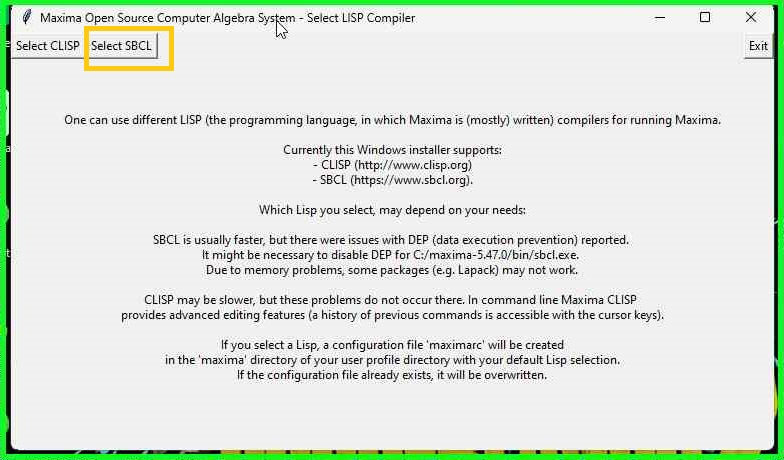 Maxima Open Source Computer Algebra System - Select LISP Compiler
Select CLISP Select SBCL Exit
One can use different LISP (the programming language, in which Maxima is (mostly) written) compilers for running Maxima.
Currently this Windows installer supports:
- CLISP (http://www.clisp.org)
- SBCL (https://www.sbcl.org).
Which Lisp you select, may depend on your needs:
SBCL is usually faster, but there were issues with DEP (data execution prevention) reported.
It might be necessary to disable DEP for C:/maxima-5.47.0/bin/sbcl.exe.
Due to memory problems, some packages (e.g. Lapack) may not work.
CLISP may be slower, but these problems do not occur there. In command line Maxima CLISP
provides advanced editing features (a history of previous commands is accessible with the cursor keys).
If you select a Lisp, a configuration file 'maximarc' will be created
in the 'maxima' directory of your user profile directory with your default Lisp selection.
If the configuration file already exists, it will be overwritten.